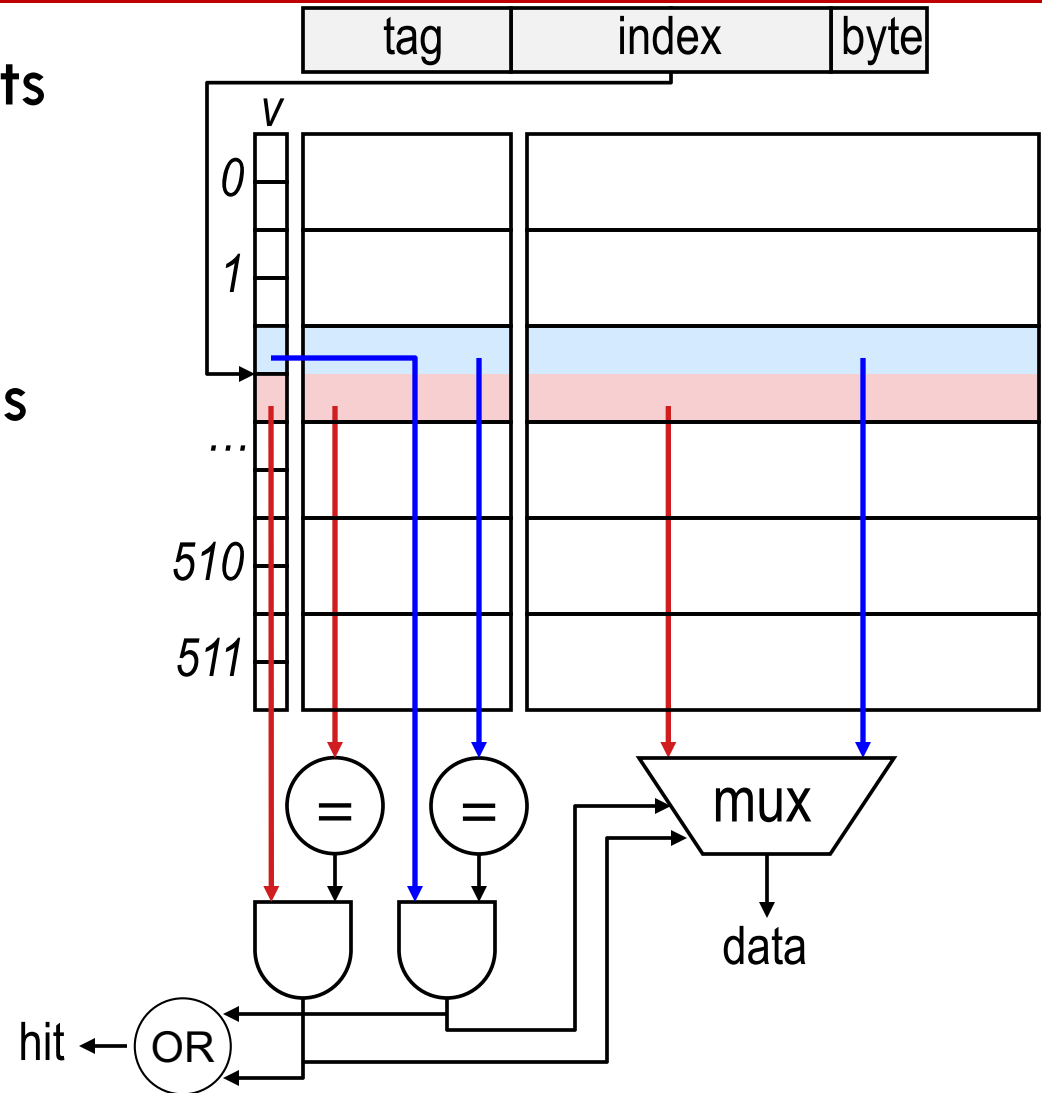 tag index byte
ts
v
0
1
s
...
510
511
= = mux
data
hit OR